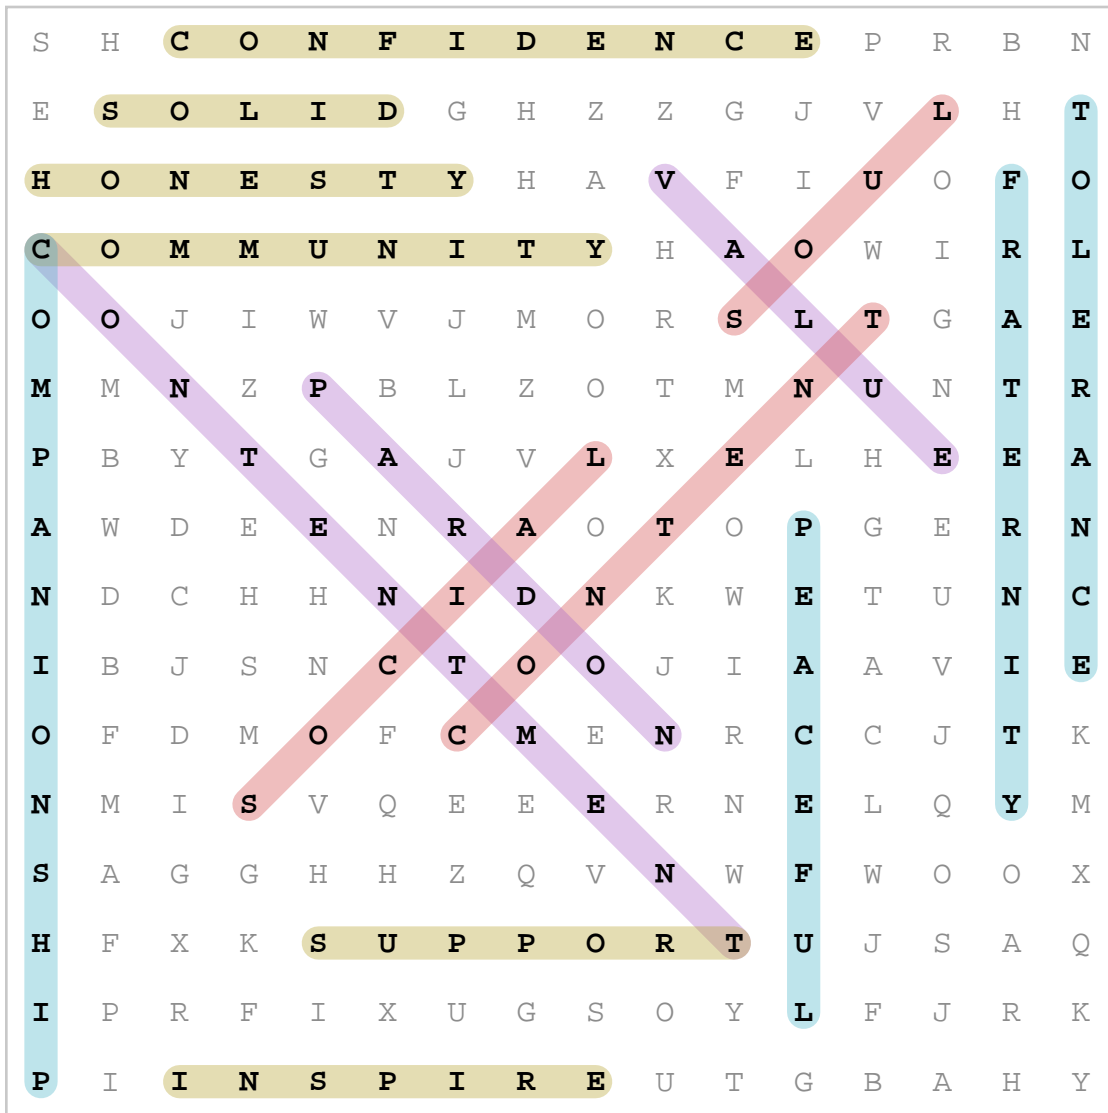 S H C O N F I D E N C E P R B N
E S O L I D G H Z Z G J V L H T
H O N E S T Y H A V F I U O F O
C O M M U N I T Y H A O W I R L
O O J I W V J M O R S L T G A E
M M N Z P B L Z O T M N U N T R
P B Y T G A J V L X E L H E E A
A W D E E N R A O T O P G E R N
N D C H H N I D N K W E T U N C
I B J S N C T O O J I A A V I E
O F D M O F C M E N R C C J T K
N M I S V Q E E E R N E L Q Y M
S A G G H H Z Q V N W F W O O X
H F X K S U P P O R T U J S A Q
I P R F I X U G S O Y L F J R K
P I I N S P I R E U T G B A H Y